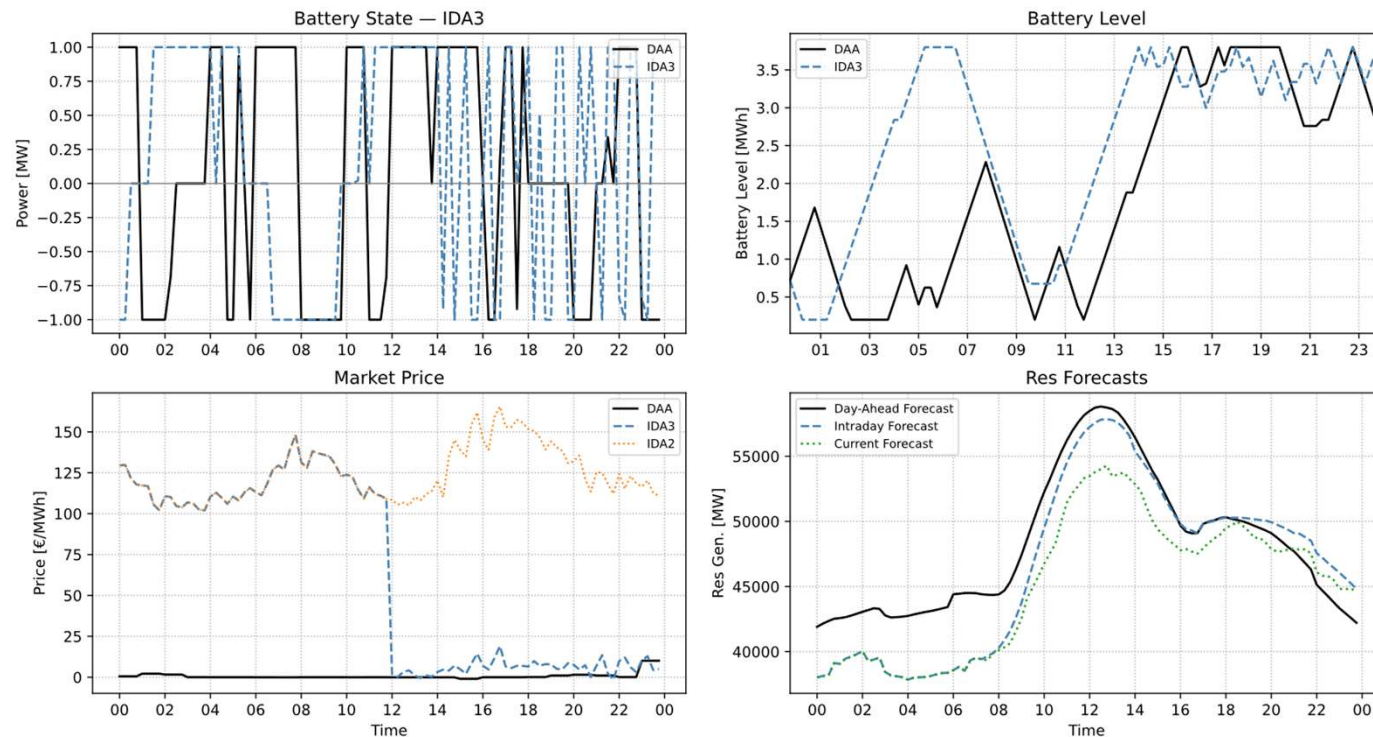 Battery State — IDA3
1.00
0.75
0.50
0.25
0.00
−0.25
−0.50
−0.75
−1.00
Power [MW]
DAA
IDA3
00 02 04 06 08 10 12 14 16 18 20 22 00
Battery Level
3.5
3.0
2.5
2.0
1.5
1.0
0.5
Battery Level [MWh]
DAA
IDA3
01 03 05 07 09 11 13 15 17 19 21 23
Market Price
150
125
100
75
50
25
0
Price [€/MWh]
DAA
IDA3
IDA2
00 02 04 06 08 10 12 14 16 18 20 22 00
Time
Res Forecasts
55000
50000
45000
40000
Res Gen. [MW]
Day-Ahead Forecast
Intraday Forecast
Current Forecast
00 02 04 06 08 10 12 14 16 18 20 22 00
Time